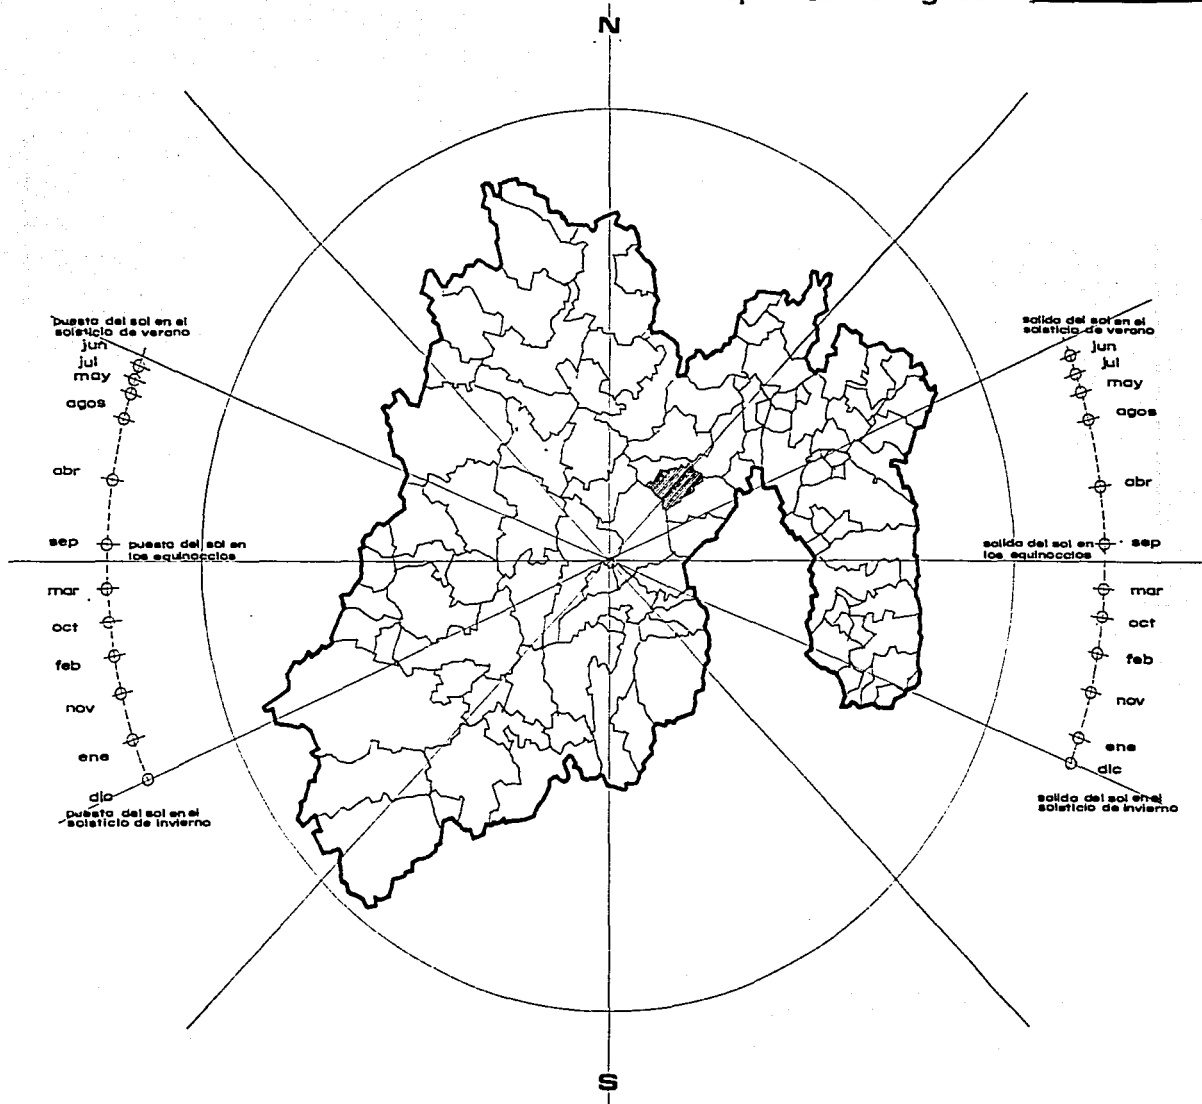 N
puesta del sol en el
solsticio de verano
jun
jul
may
agos
abr
sep
puesta del sol en
los equinoccios
mar
oct
feb
nov
ene
dic
puesta del sol en el
solsticio de invierno
salida del sol en el
solsticio de verano
jun
jul
may
agos
abr
salida del sol en
los equinoccios
sep
mar
oct
feb
nov
ene
dic
salida del sol en el
solsticio de invierno
S